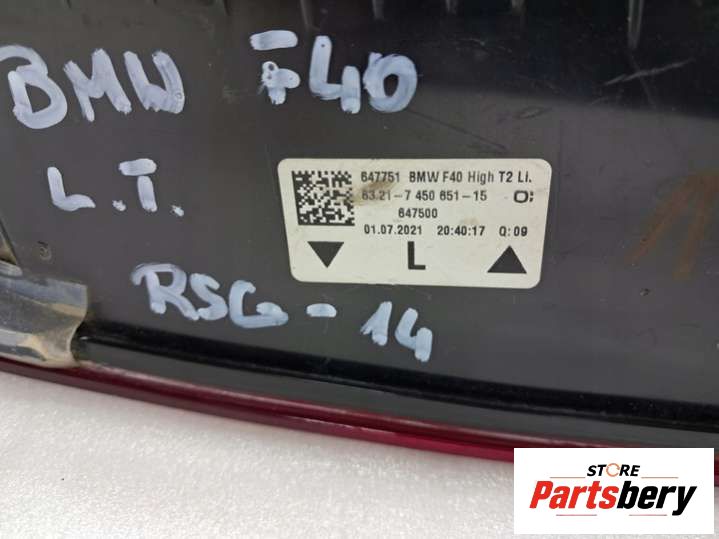 BMW F40
L.T.
647751 BMW F40 High T2 Li.
63.21-7 450 651-15
647500
01.07.2021 20:40:17 Q:09
L
RSG-14
STORE
Partsbery